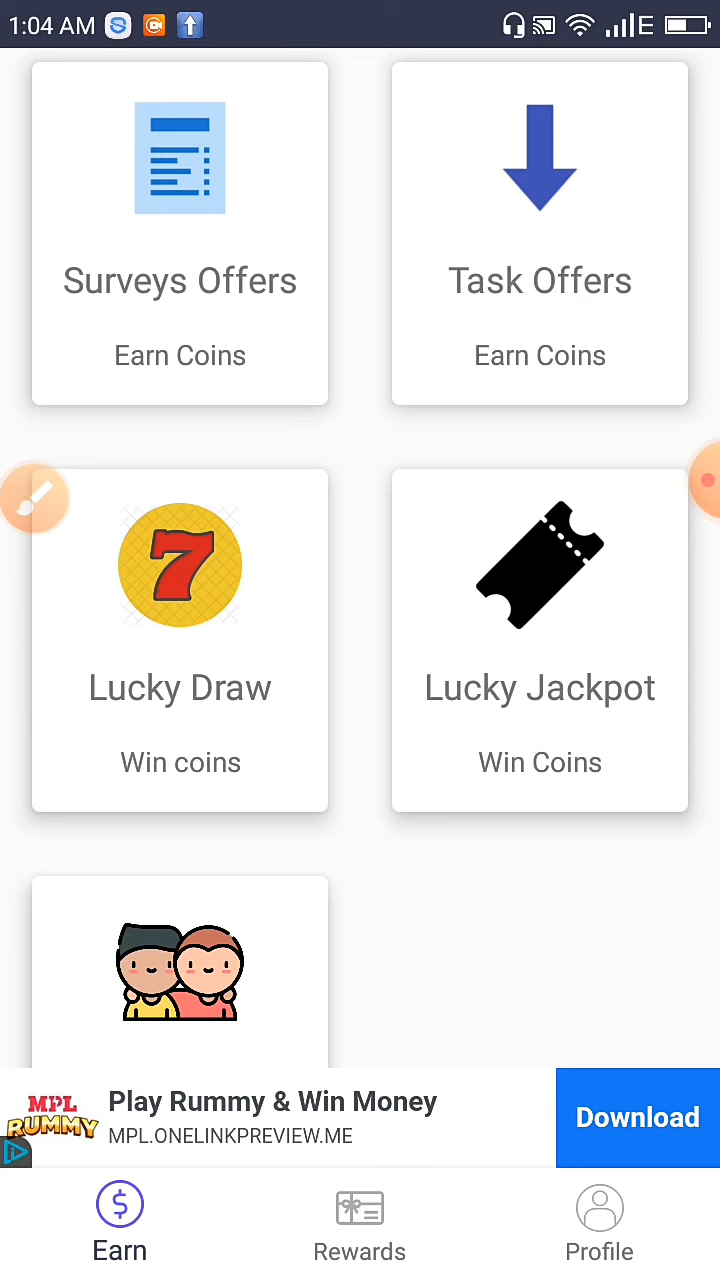 1:04 AM
E
Surveys Offers
Earn Coins
Task Offers
Earn Coins
7
Lucky Draw
Win coins
Lucky Jackpot
Win Coins
MPL
RUMMY
Play Rummy & Win Money
MPL.ONELINKPREVIEW.ME
Download
Earn
Rewards
Profile